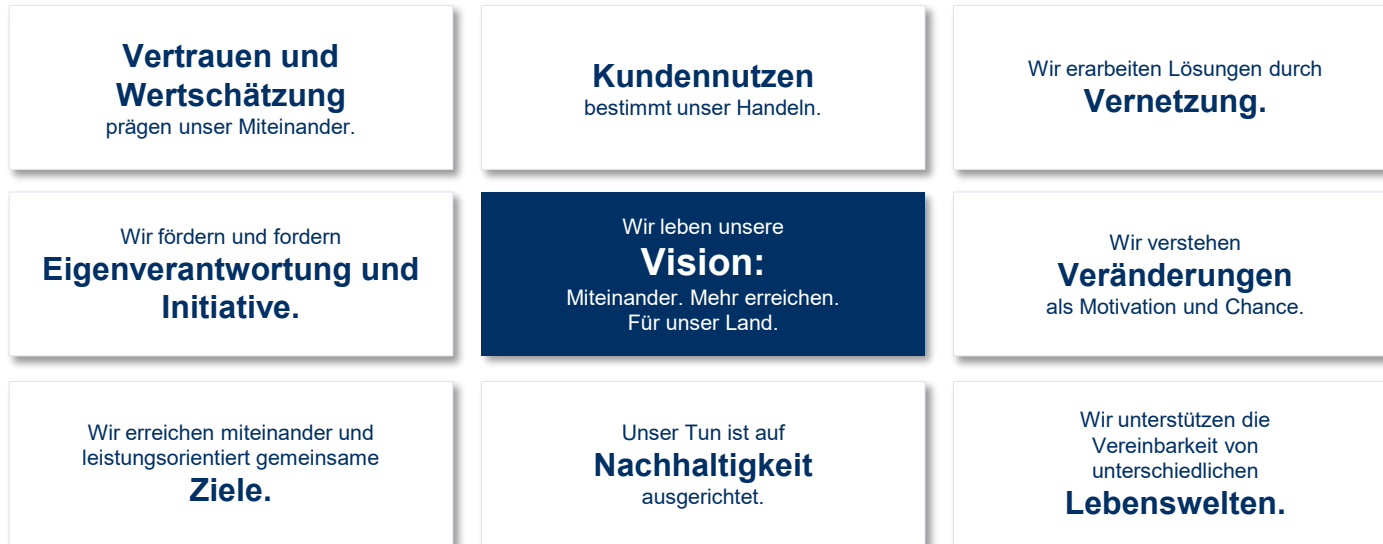 Vertrauen und
Wertschätzung
prägen unser Miteinander.
Kundennutzen
bestimmt unser Handeln.
Wir erarbeiten Lösungen durch
Vernetzung.
Wir fördern und fordern
Eigenverantwortung und
Initiative.
Wir leben unsere
Vision:
Miteinander. Mehr erreichen.
Für unser Land.
Wir verstehen
Veränderungen
als Motivation und Chance.
Wir erreichen miteinander und
leistungsorientiert gemeinsame
Ziele.
Unser Tun ist auf
Nachhaltigkeit
ausgerichtet.
Wir unterstützen die
Vereinbarkeit von
unterschiedlichen
Lebenswelten.